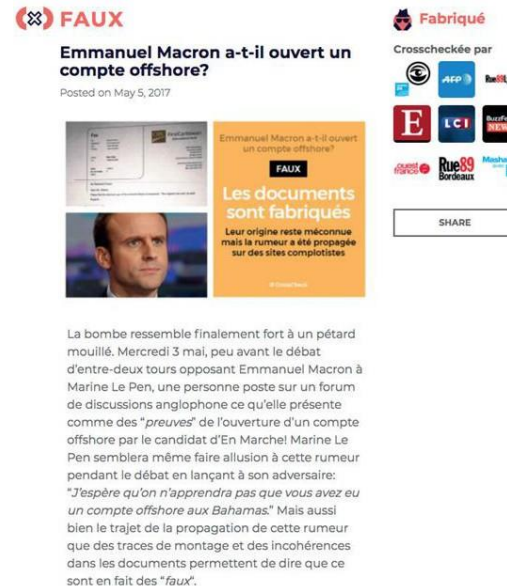 FAUX
Emmanuel Macron a-t-il ouvert un
compte offshore?
Posted on May 5, 2017
Emmanuel Macron a-t-il ouvert
un compte offshore?
FAUX
Les documents
sont fabriqués
Leur origine reste méconnue
mais la rumeur a été propagée
sur des sites complotistes
La bombe ressemble finalement fort à un pétard
mouillé. Mercredi 3 mai, peu avant le débat
d'entre-deux tours opposant Emmanuel Macron à
Marine Le Pen, une personne poste sur un forum
de discussions anglophone ce qu'elle présente
comme des "preuves" de l'ouverture d'un compte
offshore par le candidat d'En Marche! Marine Le
Pen semblera même faire allusion à cette rumeur
pendant le débat en lançant à son adversaire:
"J'espère qu'on n'apprendra pas que vous avez eu
un compte offshore aux Bahamas." Mais aussi
bien le trajet de la propagation de cette rumeur
que des traces de montage et incohérences
dans les documents permettent de dire que ce
sont en fait des "faux".
Fabriqué
Crosscheckée par
AFP
E
LCI
NEWS
ouest
france
Rue89
Bordeaux
SHARE